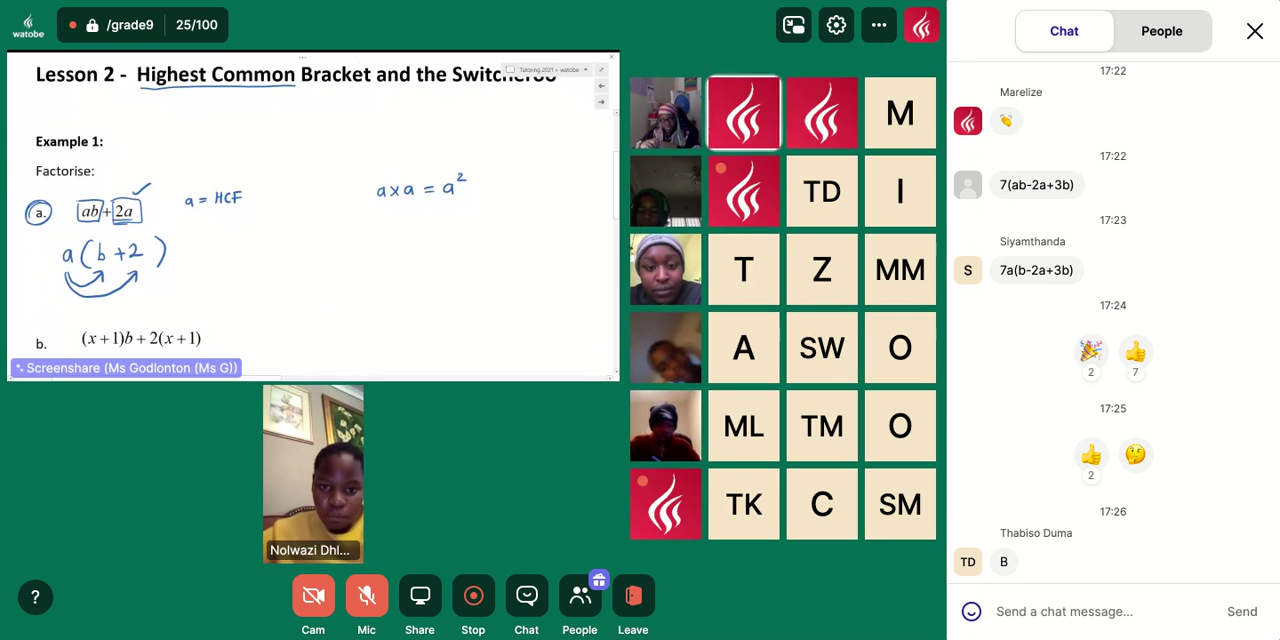 watobe
/grade9
25/100
Lesson 2 - Highest Common Bracket and the Switcheroo
Tutoring 2021 > watobe
Example 1:
Factorise:
a × a = a²
a = HCF
a. ab + 2a
a (b + 2)
b. (x + 1)b + 2(x + 1)
Screenshare (Ms Godlonton (Ms G))
Nolwazi Dhl...
M
TD
I
T
Z
MM
A
SW
O
ML
TM
O
TK
C
SM
?
Cam
Mic
Share
Stop
Chat
People
Leave
Chat
People
17:22
Marelize
17:22
7(ab-2a+3b)
17:23
Siyamthanda
S
7a(b-2a+3b)
17:24
2
7
17:25
2
17:26
Thabiso Duma
TD
B
Send a chat message...
Send